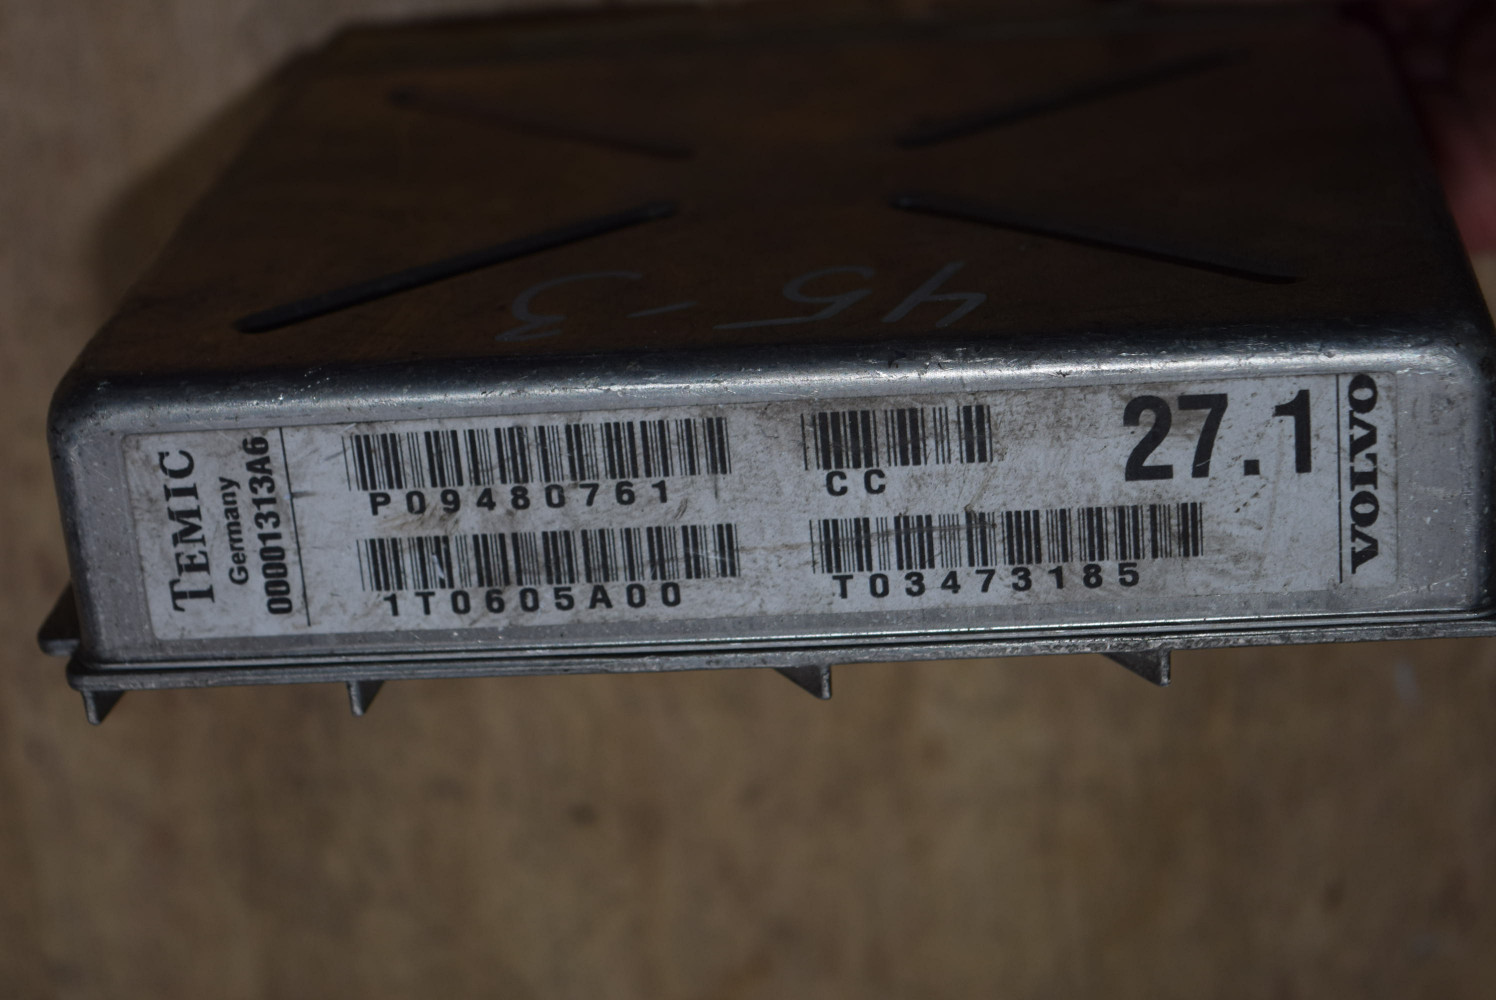 45-3
TEMIC
Germany
00001313A6
P09480761
CC
27.1
VOLVO
1T0605A00
T03473185